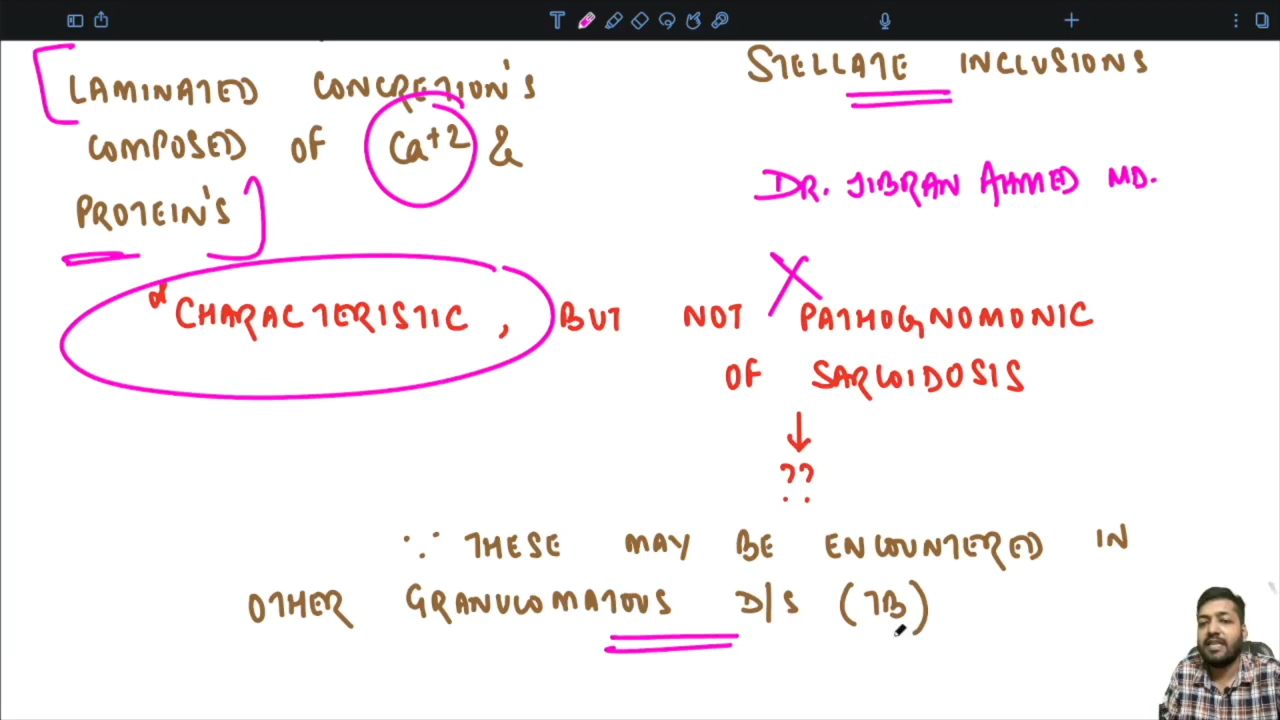 LAMINATED CONCRETION'S
COMPOSED OF Ca+2 &
PROTEIN'S
STELLATE INCLUSIONS
DR. JIBRAN AHMED MD.
CHARACTERISTIC, BUT NOT PATHOGNOMONIC
OF SARCOIDOSIS
↓
??
∵ THESE MAY BE ENCOUNTERED IN
OTHER GRANULOMATOUS D/S (TB)